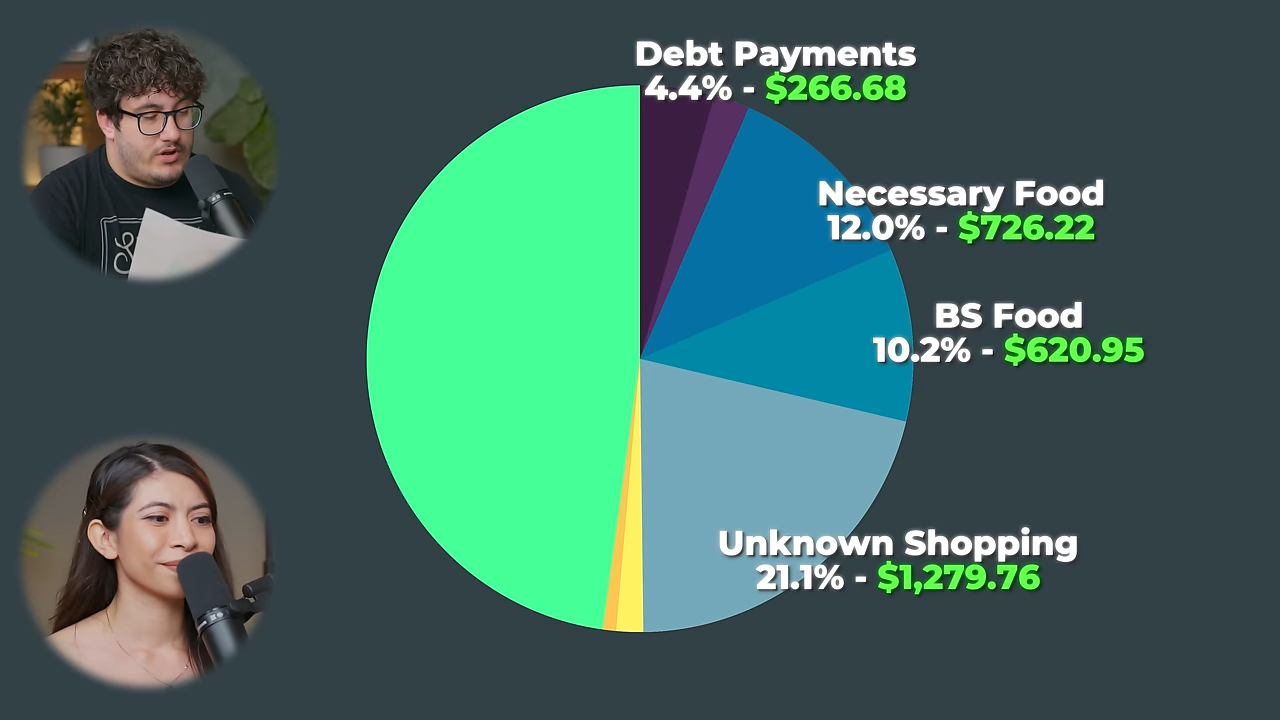 Debt Payments
4.4% - $266.68
Necessary Food
12.0% - $726.22
BS Food
10.2% - $620.95
Unknown Shopping
21.1% - $1,279.76